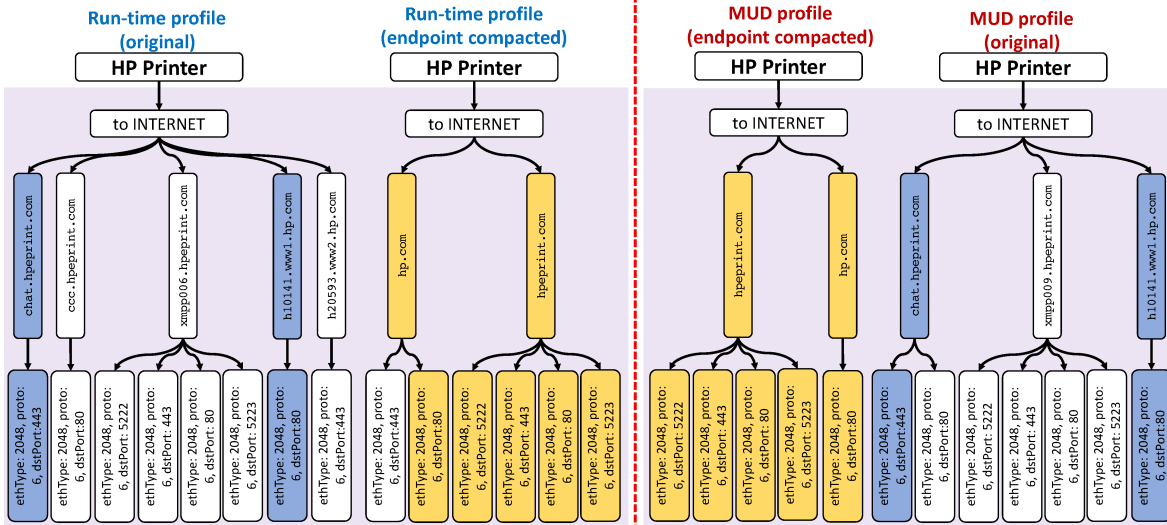 Run-time profile
(original)
Run-time profile
(endpoint compacted)
MUD profile
(endpoint compacted)
MUD profile
(original)
HP Printer
HP Printer
HP Printer
HP Printer
to INTERNET
to INTERNET
to INTERNET
to INTERNET
chat.hpeprint.com
ccc.hpeprint.com
xmpp006.hpeprint.com
h10141.www1.hp.com
h20593.www2.hp.com
hp.com
hpeprint.com
hpeprint.com
hp.com
chat.hpeprint.com
xmpp009.hpeprint.com
h10141.www1.hp.com
ethType: 2048, proto:
6, dstPort:443
ethType: 2048, proto:
6, dstPort:80
ethType: 2048, proto:
6, dstPort: 5222
ethType: 2048, proto:
6, dstPort: 443
ethType: 2048, proto:
6, dstPort: 80
ethType: 2048, proto:
6, dstPort: 5223
ethType: 2048, proto:
6, dstPort:80
ethType: 2048, proto:
6, dstPort:443
ethType: 2048, proto:
6, dstPort:443
ethType: 2048, proto:
6, dstPort:80
ethType: 2048, proto:
6, dstPort: 5222
ethType: 2048, proto:
6, dstPort: 443
ethType: 2048, proto:
6, dstPort: 80
ethType: 2048, proto:
6, dstPort: 5223
ethType: 2048, proto:
6, dstPort: 5222
ethType: 2048, proto:
6, dstPort: 443
ethType: 2048, proto:
6, dstPort: 80
ethType: 2048, proto:
6, dstPort: 5223
ethType: 2048, proto:
6, dstPort:80
ethType: 2048, proto:
6, dstPort:443
ethType: 2048, proto:
6, dstPort:80
ethType: 2048, proto:
6, dstPort: 5222
ethType: 2048, proto:
6, dstPort: 443
ethType: 2048, proto:
6, dstPort: 80
ethType: 2048, proto:
6, dstPort: 5223
ethType: 2048, proto:
6, dstPort:80